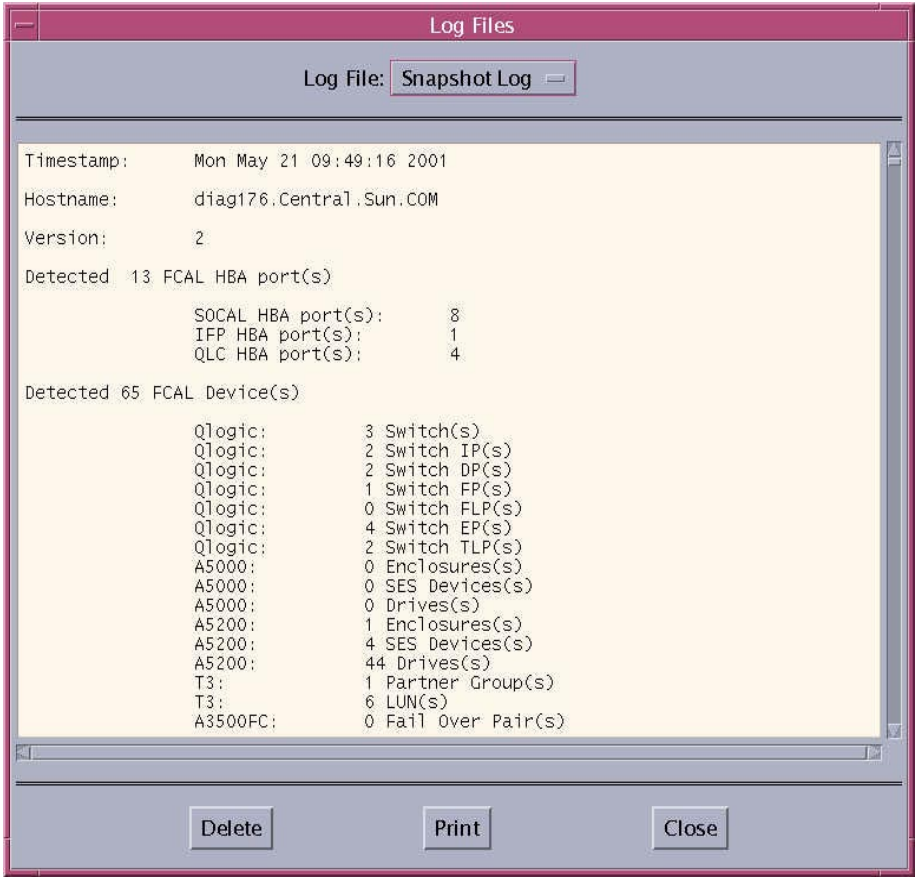 Log Files
Log File: Snapshot Log
Timestamp: Mon May 21 09:49:16 2001
Hostname: diag176.Central.Sun.COM
Version: 2
Detected 13 FCAL HBA port(s)
SOCAL HBA port(s): 8
IFP HBA port(s): 1
QLC HBA port(s): 4
Detected 65 FCAL Device(s)
Qlogic: 3 Switch(s)
Qlogic: 2 Switch IP(s)
Qlogic: 2 Switch DP(s)
Qlogic: 1 Switch FP(s)
Qlogic: 0 Switch FLP(s)
Qlogic: 4 Switch EP(s)
Qlogic: 2 Switch TLP(s)
A5000: 0 Enclosures(s)
A5000: 0 SES Devices(s)
A5000: 0 Drives(s)
A5200: 1 Enclosures(s)
A5200: 4 SES Devices(s)
A5200: 44 Drives(s)
T3: 1 Partner Group(s)
T3: 6 LUN(s)
A3500FC: 0 Fail Over Pair(s)
Delete Print Close